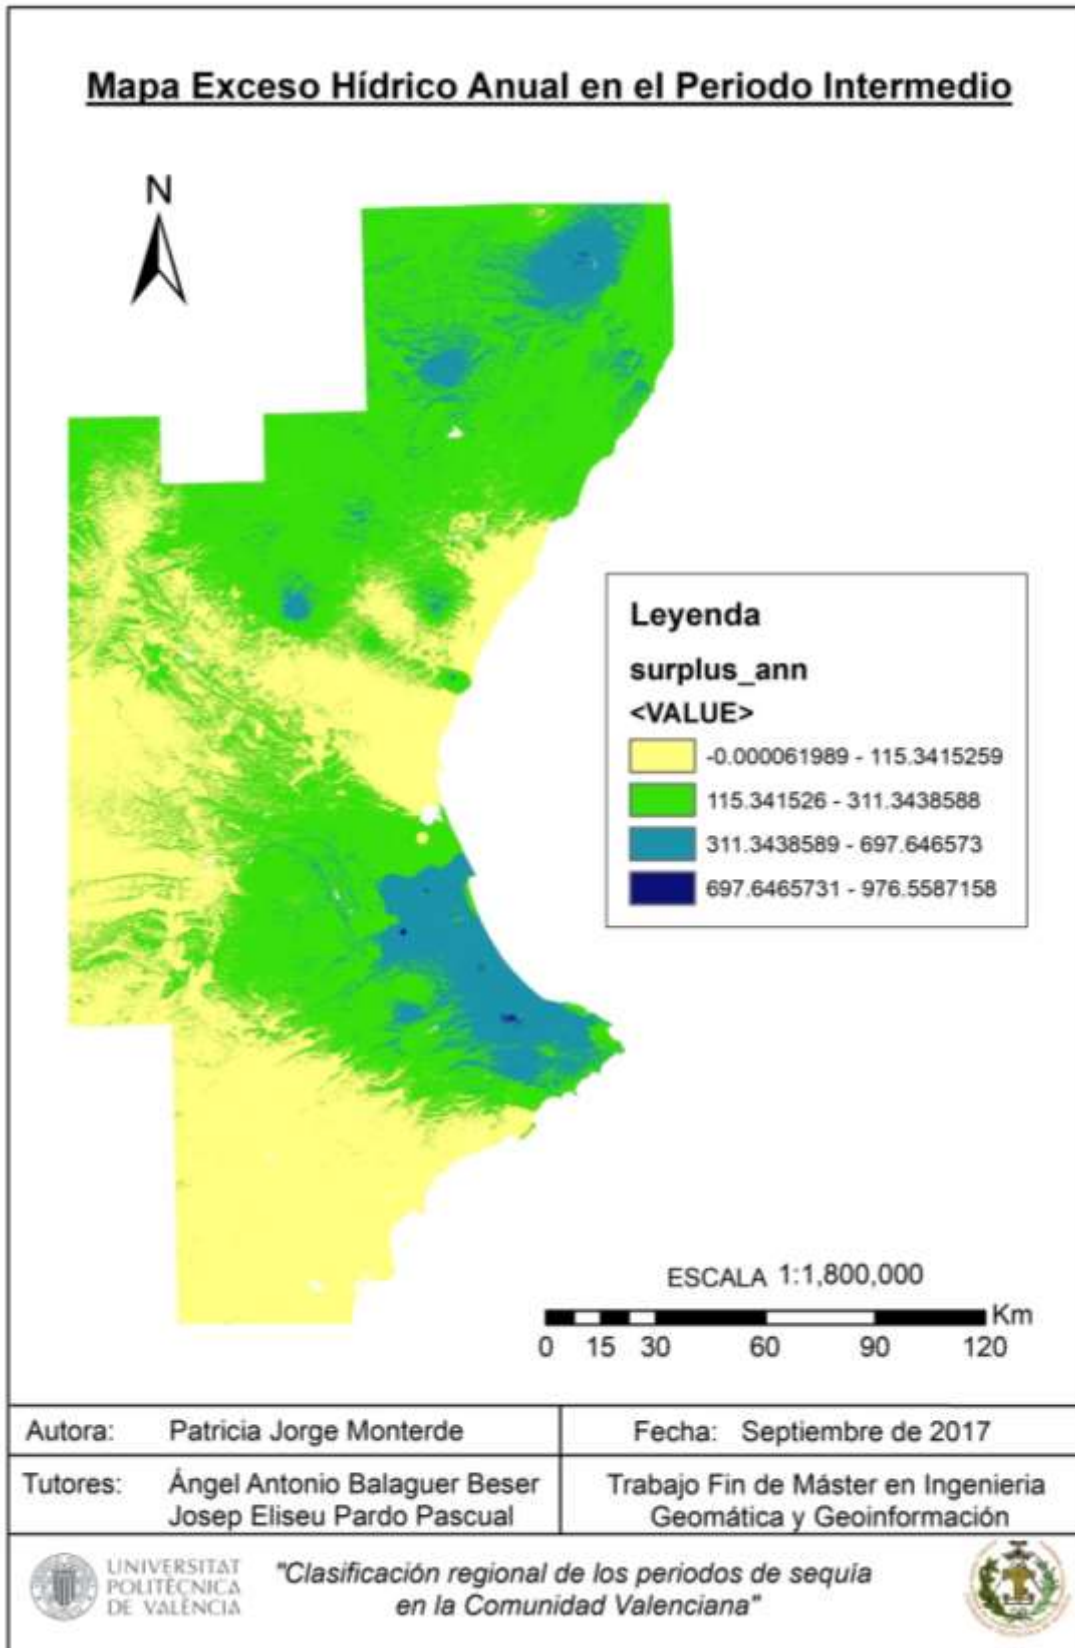 Mapa Exceso Hídrico Anual en el Periodo Intermedio
N
Leyenda
surplus_ann
<VALUE>
-0.000061989 - 115.3415259
115.341526 - 311.3438588
311.3438589 - 697.646573
697.6465731 - 976.5587158
ESCALA 1:1,800,000
Km
0 15 30 60 90 120
Autora: Patricia Jorge Monterde
Fecha: Septiembre de 2017
Tutores: Ángel Antonio Balaguer Beser
Josep Eliseu Pardo Pascual
Trabajo Fin de Máster en Ingenieria
Geomática y Geoinformación
UNIVERSITAT
POLITÈCNICA
DE VALÈNCIA
"Clasificación regional de los periodos de sequía
en la Comunidad Valenciana"